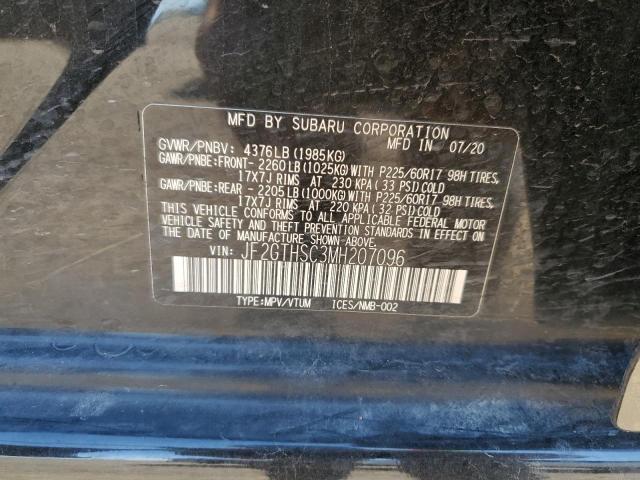 MFD BY SUBARU CORPORATION
GVWR/PNBV: 4376LB (1985KG) MFD IN 07/20
GAWR/PNBE:FRONT- 2260LB (1025KG) WITH P225/60R17 98H TIRES,
17X7J RIMS AT 230 KPA (33 PSI) COLD
GAWR/PNBE:REAR - 2205LB (1000KG) WITH P225/60R17 98H TIRES,
17X7J RIMS AT 220 KPA (32 PSI) COLD
THIS VEHICLE CONFORMS TO ALL APPLICABLE FEDERAL MOTOR
VEHICLE SAFETY AND THEFT PREVENTION STANDARDS IN EFFECT ON
THE DATE OF MANUFACTURE SHOWN ABOVE.
VIN: JF2GTHSC3MH207096
TYPE:MPV/VTUM ICES/NMB-002